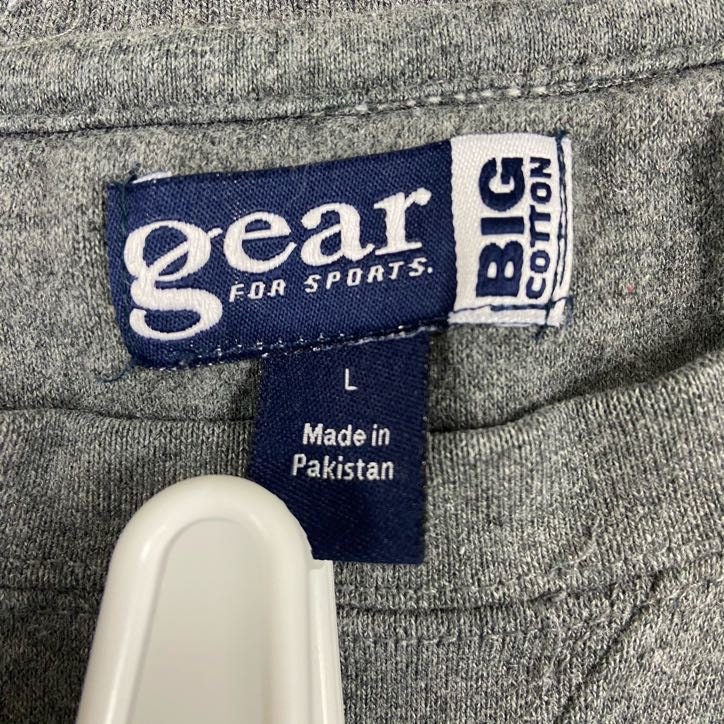 gear
FOR SPORTS.
BIG
COTTON
L
Made in
Pakistan